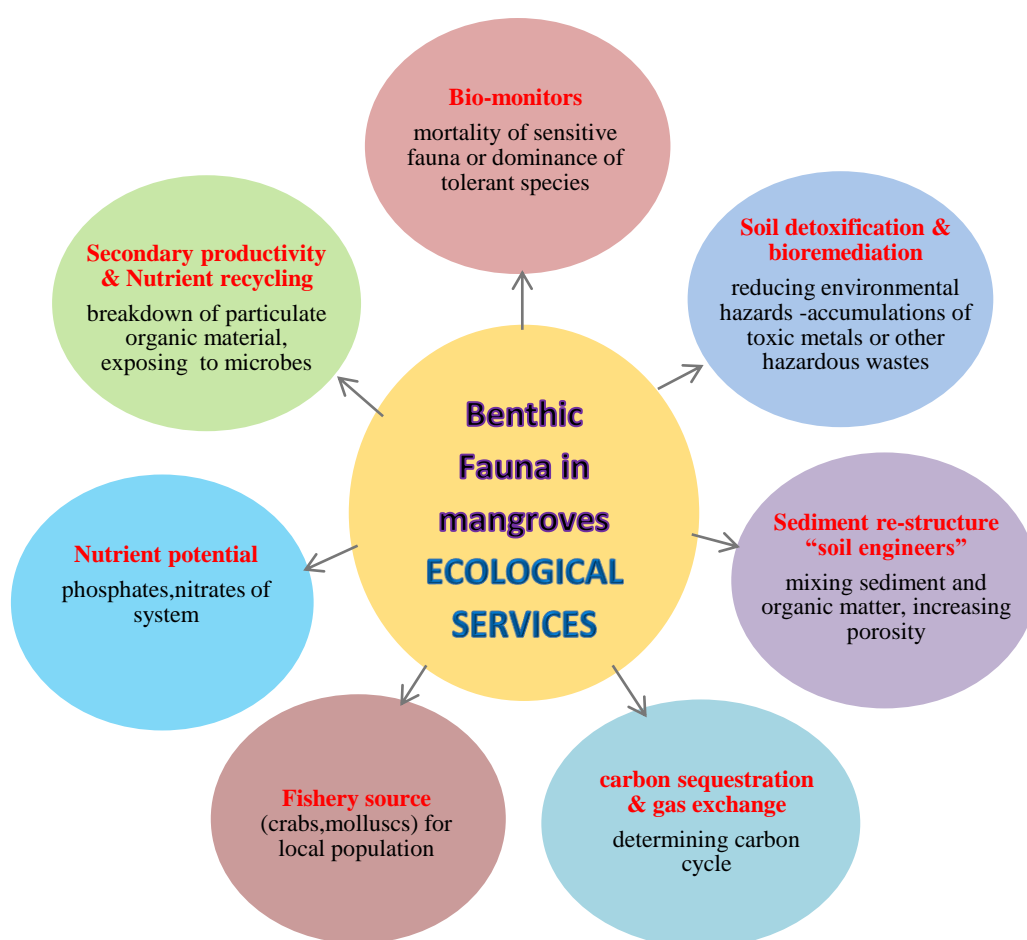 Bio-monitors
mortality of sensitive
fauna or dominance of
tolerant species
Soil detoxification &
bioremediation
reducing environmental
hazards -accumulations of
toxic metals or other
hazardous wastes
Secondary productivity
& Nutrient recycling
breakdown of particulate
organic material,
exposing  to microbes
Benthic
Fauna in
mangroves
ECOLOGICAL
SERVICES
Sediment re-structure
“soil engineers”
mixing sediment and
organic matter, increasing
porosity
Nutrient potential
phosphates,nitrates of
system
carbon sequestration
& gas exchange
determining carbon
cycle
Fishery source
(crabs,molluscs) for
local population